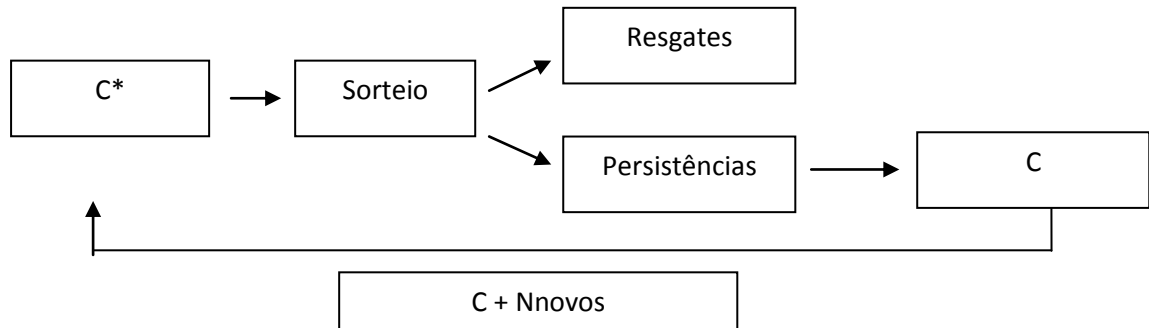 Resgates
C*
Sorteio
Persistências
C
C + Nnovos